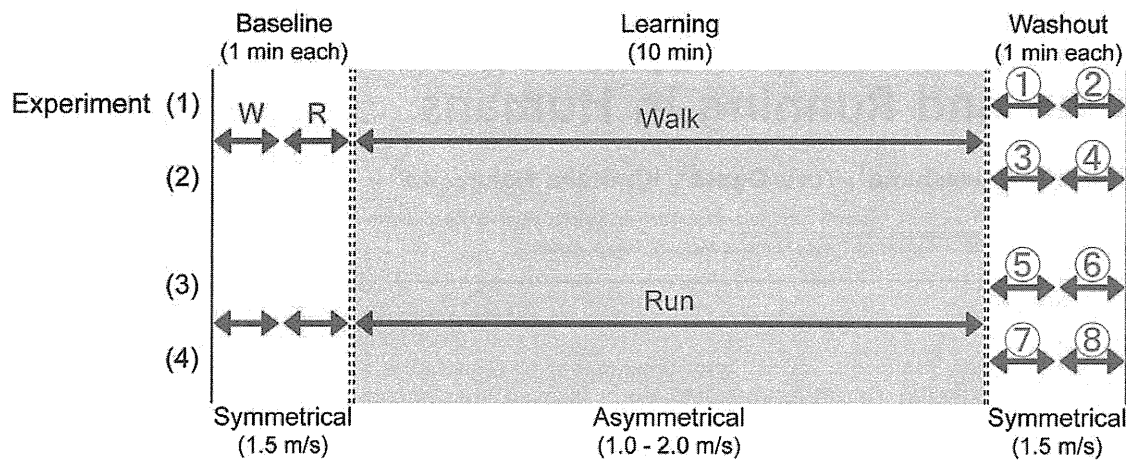 Baseline
(1 min each)
Learning
(10 min)
Washout
(1 min each)
Experiment (1)
W
R
Walk
① ②
(2)
③ ④
(3)
Run
⑤ ⑥
(4)
⑦ ⑧
Symmetrical
(1.5 m/s)
Asymmetrical
(1.0 - 2.0 m/s)
Symmetrical
(1.5 m/s)